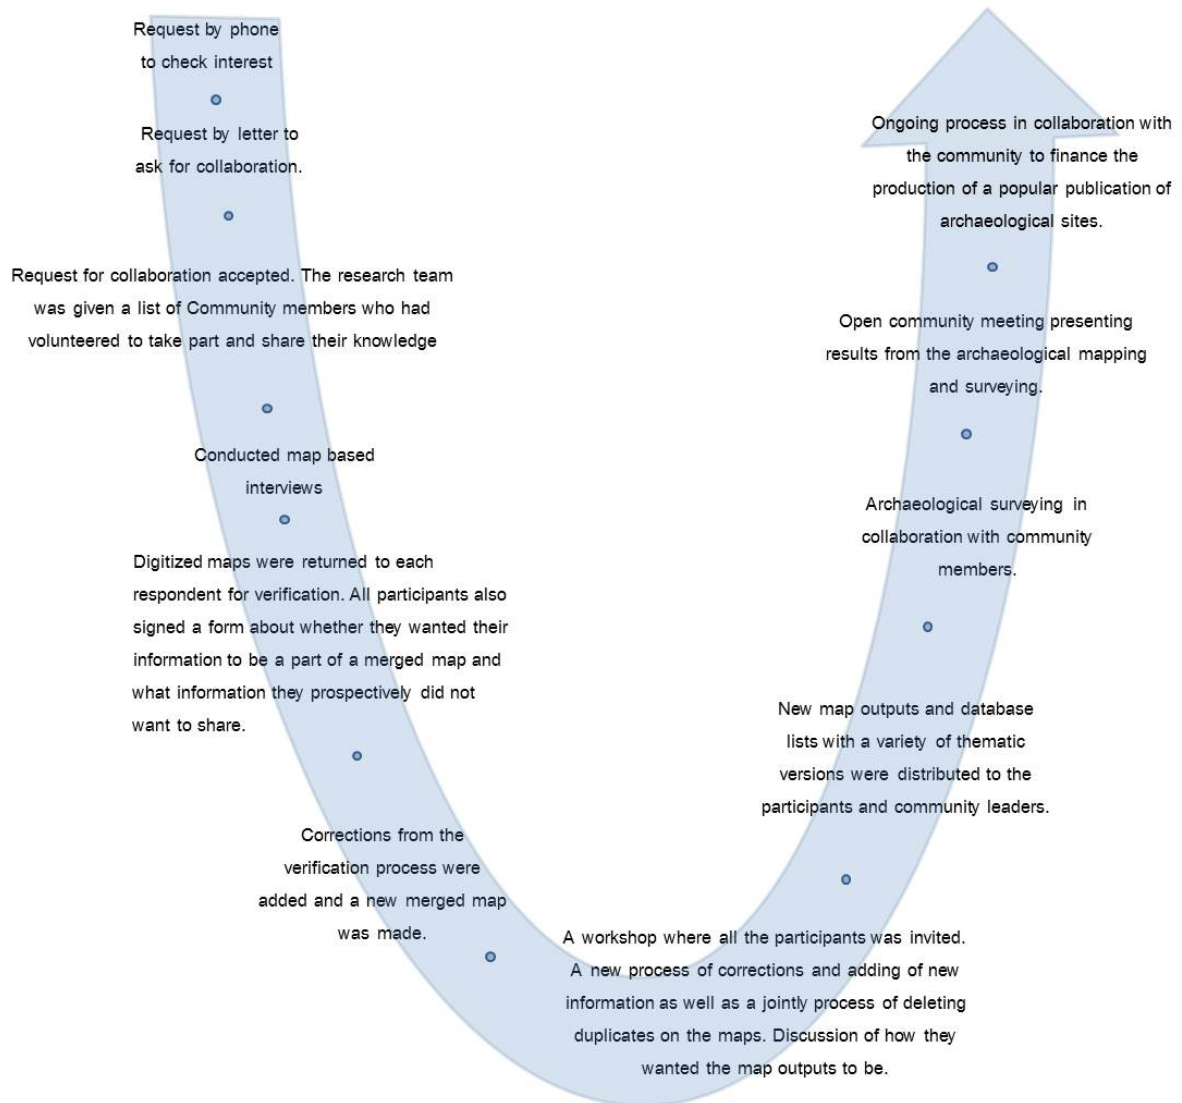 Request by phone
to check interest
Request by letter to
ask for collaboration.
Request for collaboration accepted. The research team
was given a list of Community members who had
volunteered to take part and share their knowledge
Conducted map based
interviews
Digitized maps were returned to each
respondent for verification. All participants also
signed a form about whether they wanted their
information to be a part of a merged map and
what information they prospectively did not
want to share.
Corrections from the
verification process were
added and a new merged map
was made.
A workshop where all the participants was invited.
A new process of corrections and adding of new
information as well as a jointly process of deleting
duplicates on the maps. Discussion of how they
wanted the map outputs to be.
New map outputs and database
lists with a variety of thematic
versions were distributed to the
participants and community leaders.
Archaeological surveying in
collaboration with community
members.
Open community meeting presenting
results from the archaeological mapping
and surveying.
Ongoing process in collaboration with
the community to finance the
production of a popular publication of
archaeological sites.